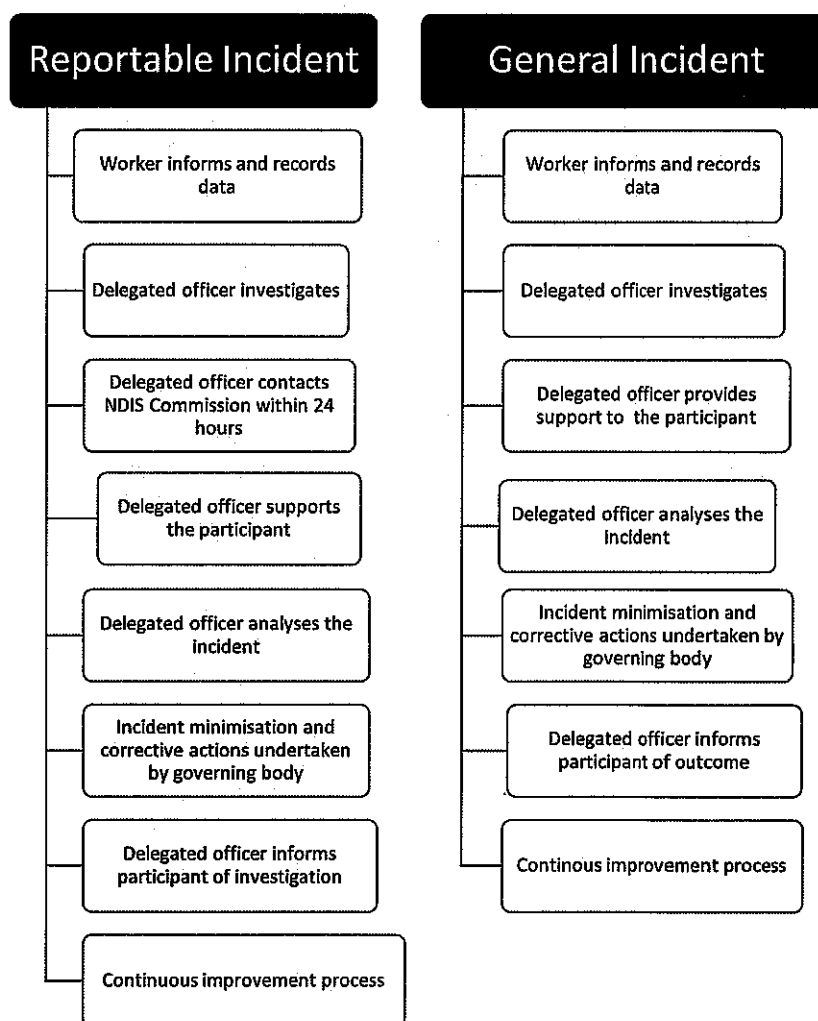 Reportable Incident
Worker informs and records
data
Delegated officer investigates
Delegated officer contacts
NDIS Commission within 24
hours
Delegated officer supports
the participant
Delegated officer analyses the
incident
Incident minimisation and
corrective actions undertaken
by governing body
Delegated officer informs
participant of investigation
Continuous improvement process
General Incident
Worker informs and records
data
Delegated officer investigates
Delegated officer provides
support to the participant
Delegated officer analyses the
incident
Incident minimisation and
corrective actions undertaken by
governing body
Delegated officer informs
participant of outcome
Continous improvement process